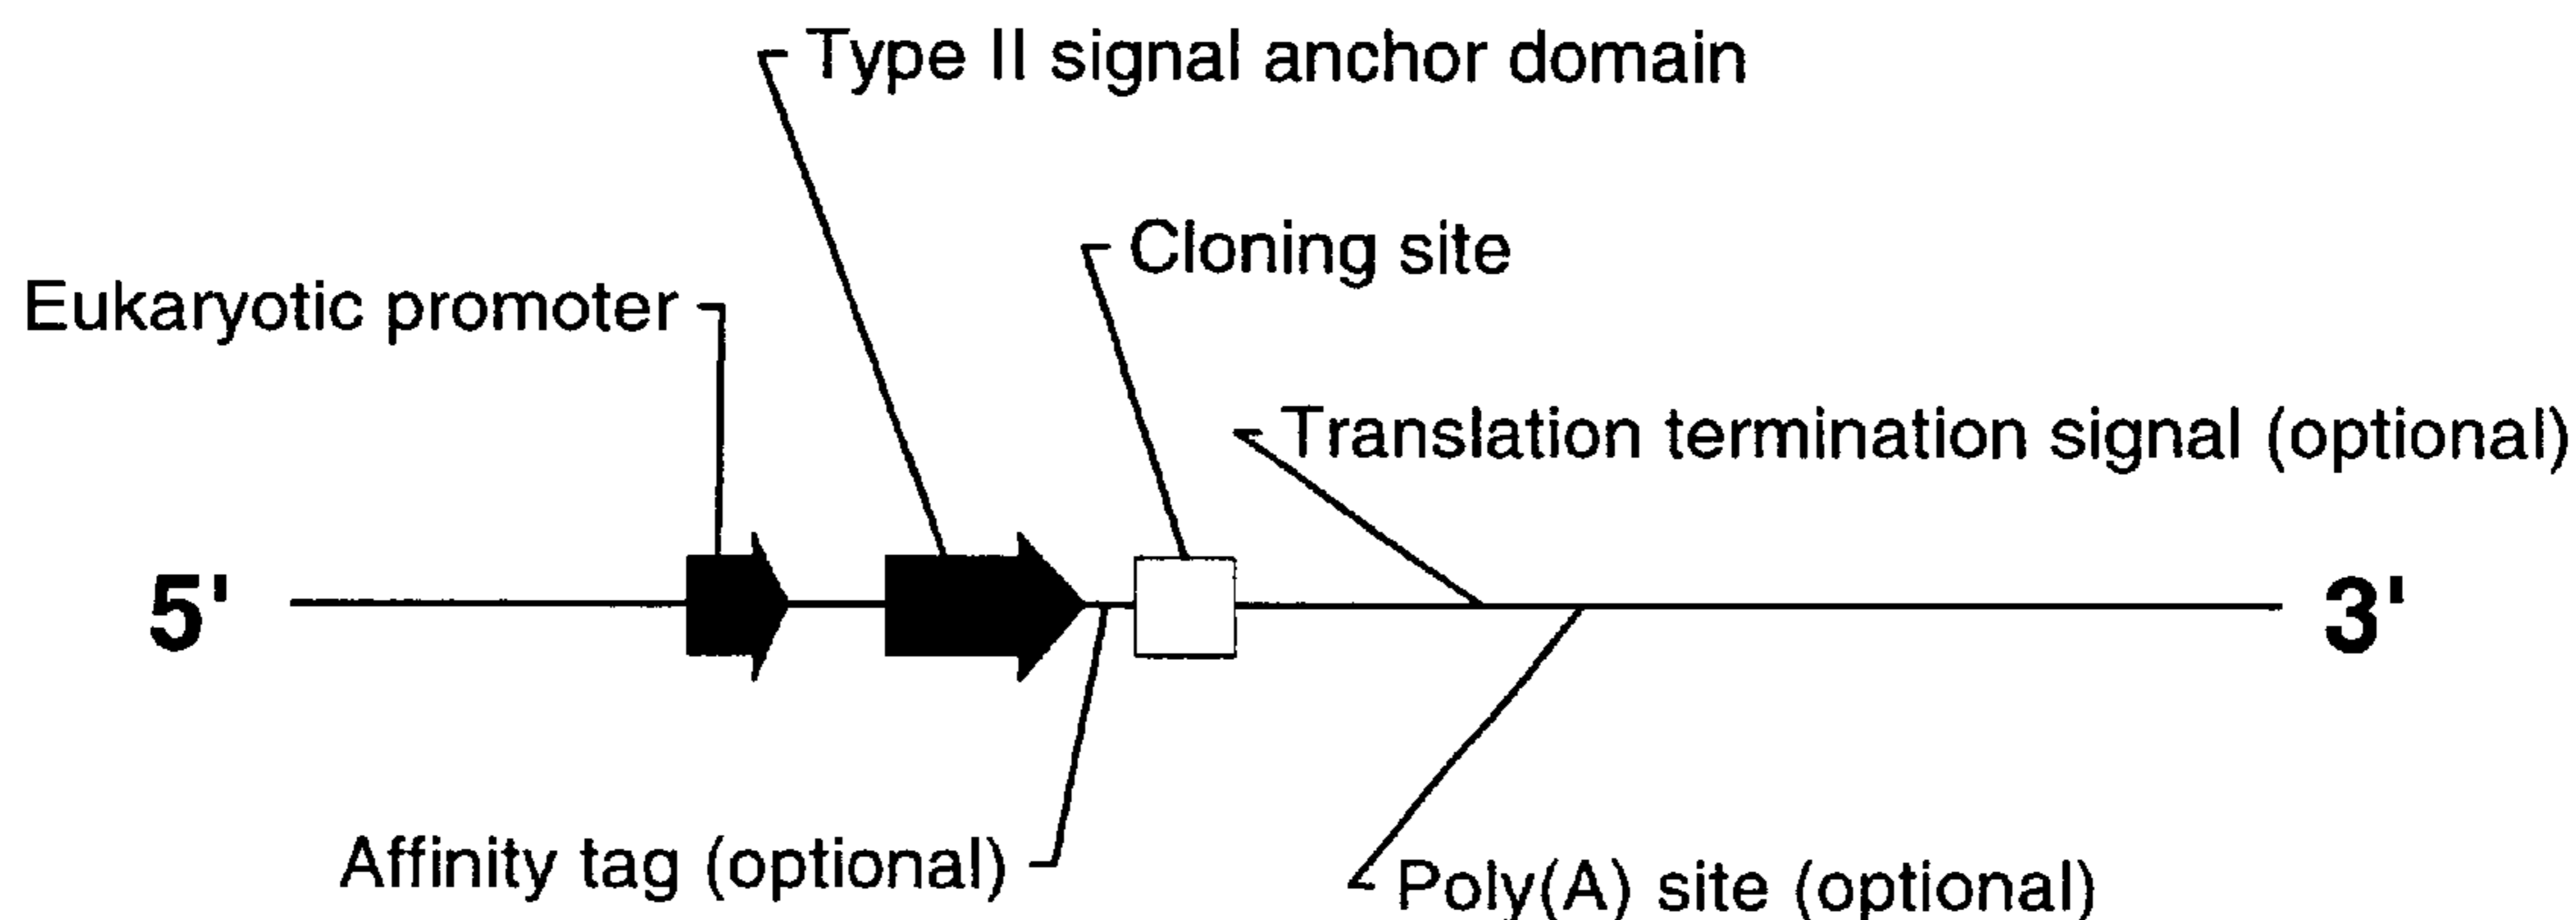 Type II signal anchor domain
Cloning site
Eukaryotic promoter
Translation termination signal (optional)
5' 3'
Affinity tag (optional)
Poly(A) site (optional)